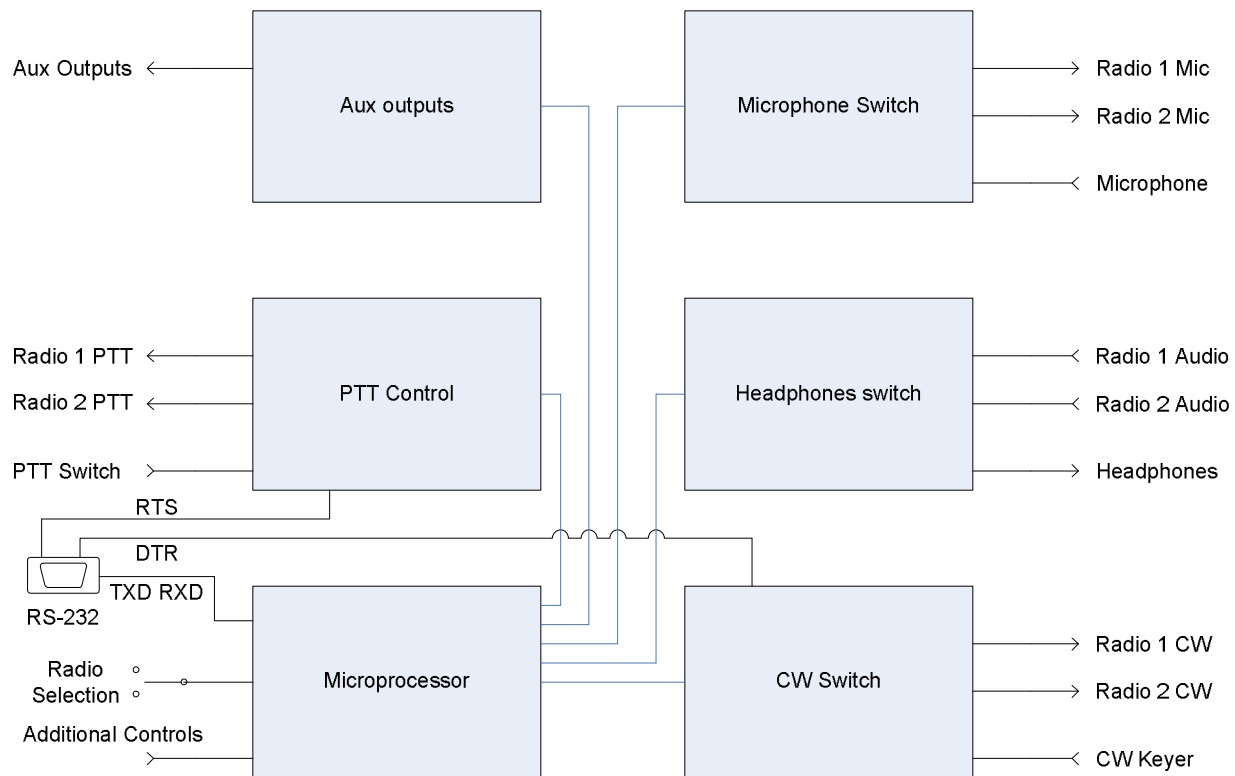 Aux Outputs
Aux outputs
Microphone Switch
Radio 1 Mic
Radio 2 Mic
Microphone
Radio 1 PTT
Radio 2 PTT
PTT Switch
PTT Control
Headphones switch
Radio 1 Audio
Radio 2 Audio
Headphones
RTS
DTR
TXD RXD
RS-232
Radio
Selection
Additional Controls
Microprocessor
CW Switch
Radio 1 CW
Radio 2 CW
CW Keyer